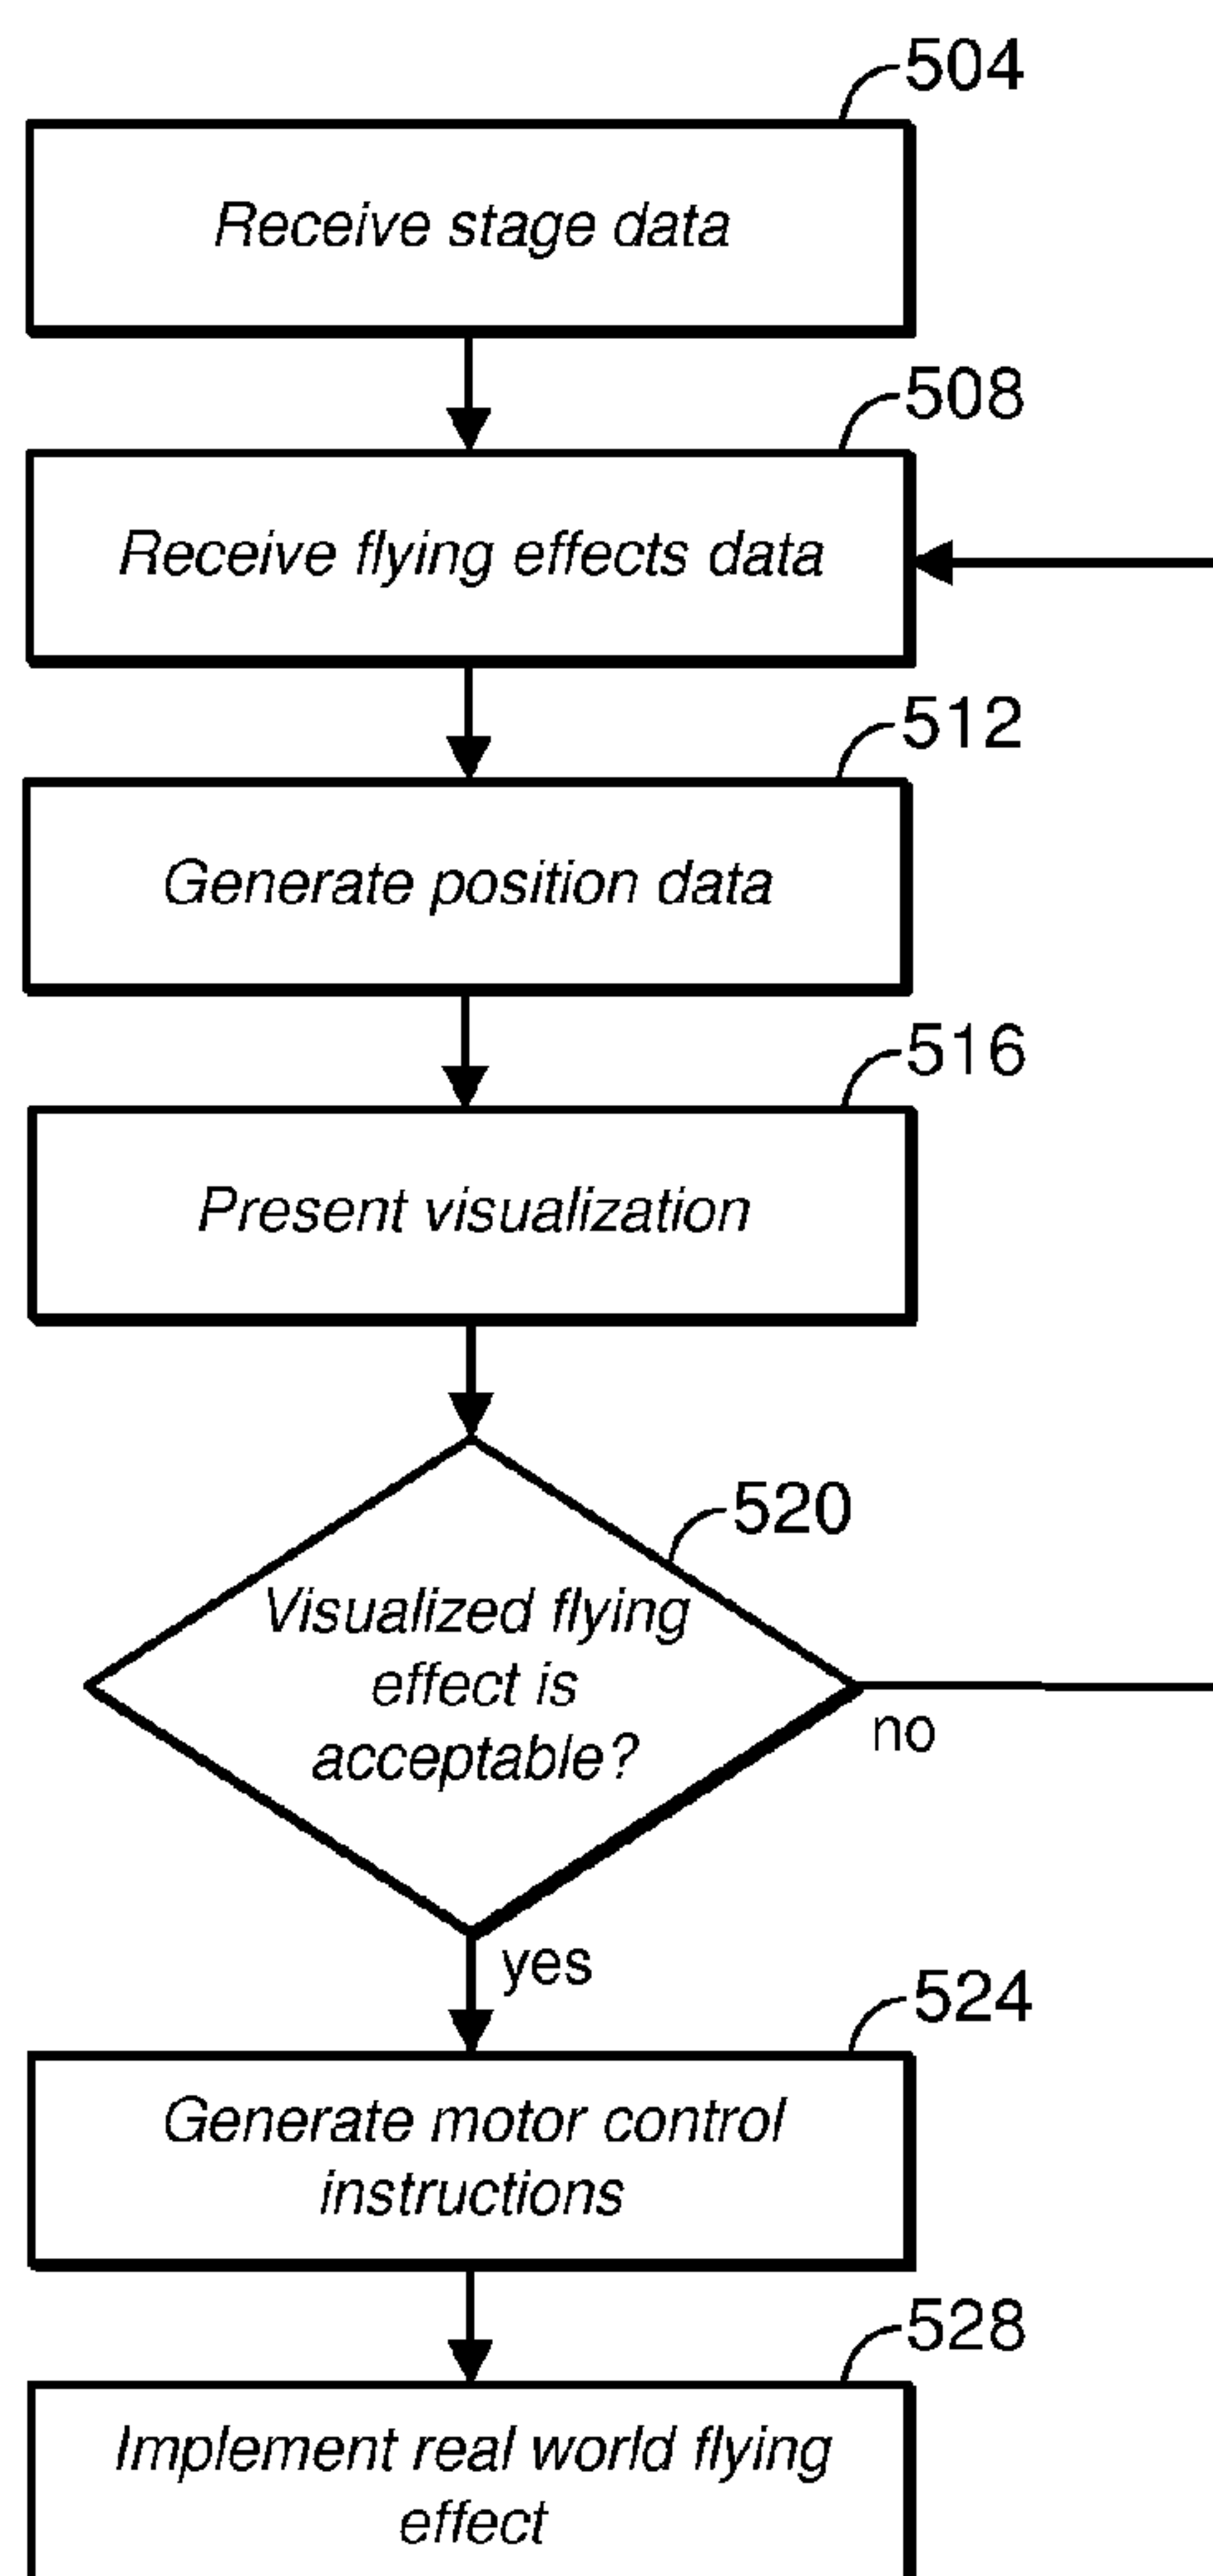 504
Receive stage data
508
Receive flying effects data
512
Generate position data
516
Present visualization
520
Visualized flying
effect is
acceptable?
no
yes
524
Generate motor control
instructions
528
Implement real world flying
effect